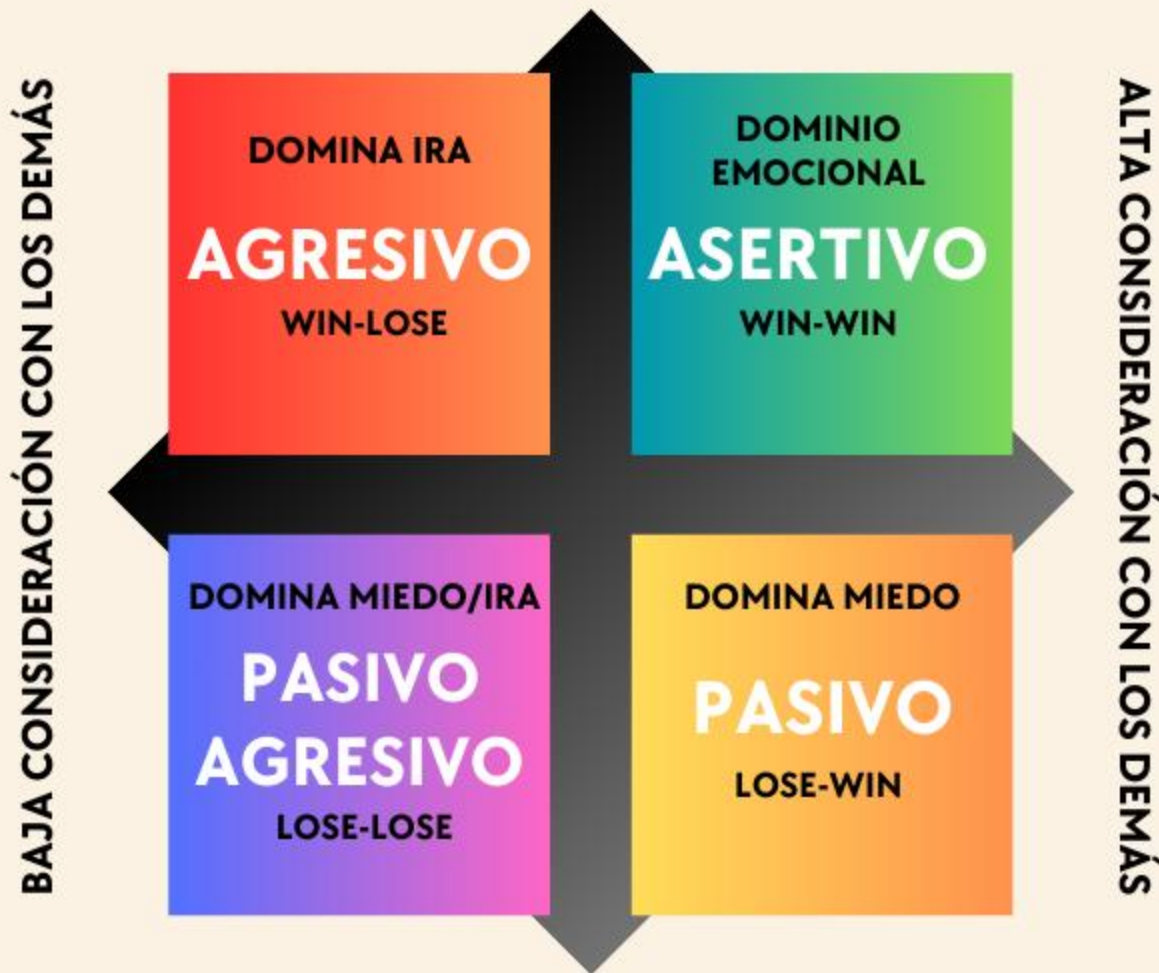 BAJA CONSIDERACIÓN CON LOS DEMÁS
DOMINA IRA
AGRESIVO
WIN-LOSE
DOMINIO
EMOCIONAL
ASERTIVO
WIN-WIN
DOMINA MIEDO/IRA
PASIVO
AGRESIVO
LOSE-LOSE
DOMINA MIEDO
PASIVO
LOSE-WIN
ALTA CONSIDERACIÓN CON LOS DEMÁS